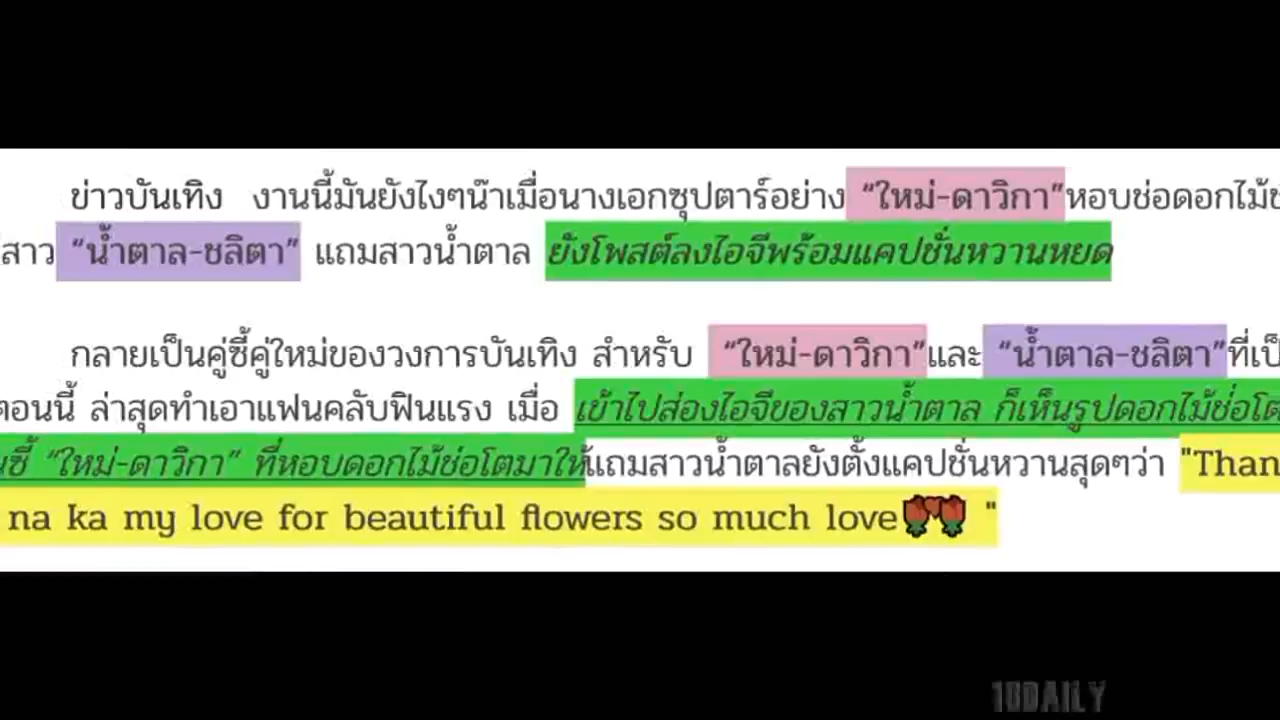 ข่าวบันเทิง งานนี้มันยังไงๆน๊าเมื่อนางเอกซุปตาร์อย่าง “ใหม่-ดาวิกา”หอบช่อดอกไม้
สาว “น้ำตาล-ชลิตา” แถมสาวน้ำตาล ยังโพสต์ลงไอจีพร้อมแคปชั่นหวานหยด
กลายเป็นคู่ซี้คู่ใหม่ของวงการบันเทิง สำหรับ “ใหม่-ดาวิกา”และ “น้ำตาล-ชลิตา”ที่เป็
ตอนนี้ ล่าสุดทำเอาแฟนคลับฟินแรง เมื่อ เข้าไปส่องไอจีของสาวน้ำตาล ก็เห็นรูปดอกไม้ช่อโต
ซี้ “ใหม่-ดาวิกา” ที่หอบดอกไม้ช่อโตมาให้แถมสาวน้ำตาลยังตั้งแคปชั่นหวานสุดๆว่า "Than
na ka my love for beautiful flowers so much love🌹🌹 "
10DAILY